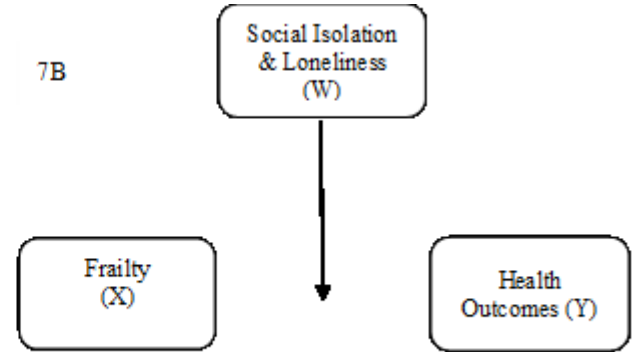 7B
Social Isolation
& Loneliness
(W)
Frailty
(X)
Health
Outcomes (Y)